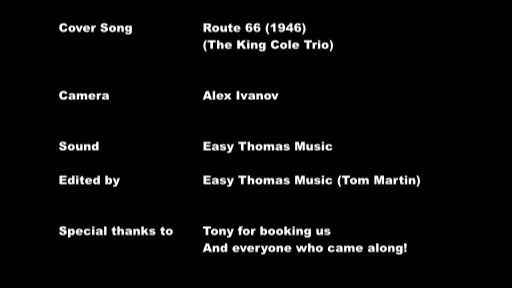 Cover Song Route 66 (1946)
(The King Cole Trio)
Camera Alex Ivanov
Sound Easy Thomas Music
Edited by Easy Thomas Music (Tom Martin)
Special thanks to Tony for booking us
And everyone who came along!